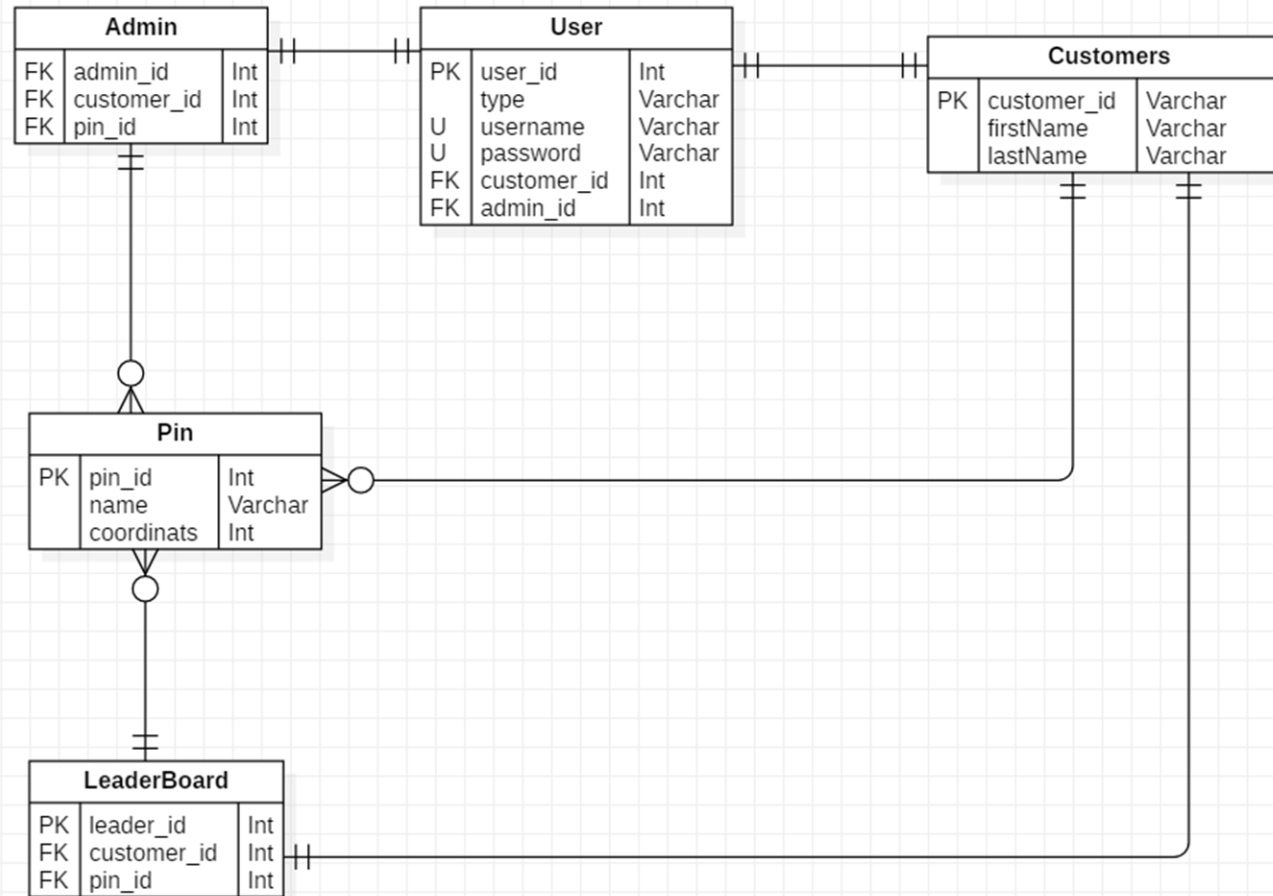 Admin
FK admin_id Int
FK customer_id Int
FK pin_id Int
User
PK user_id Int
type Varchar
U username Varchar
U password Varchar
FK customer_id Int
FK admin_id Int
Customers
PK customer_id Varchar
firstName Varchar
lastName Varchar
Pin
PK pin_id Int
name Varchar
coordinats Int
LeaderBoard
PK leader_id Int
FK customer_id Int
FK pin_id Int